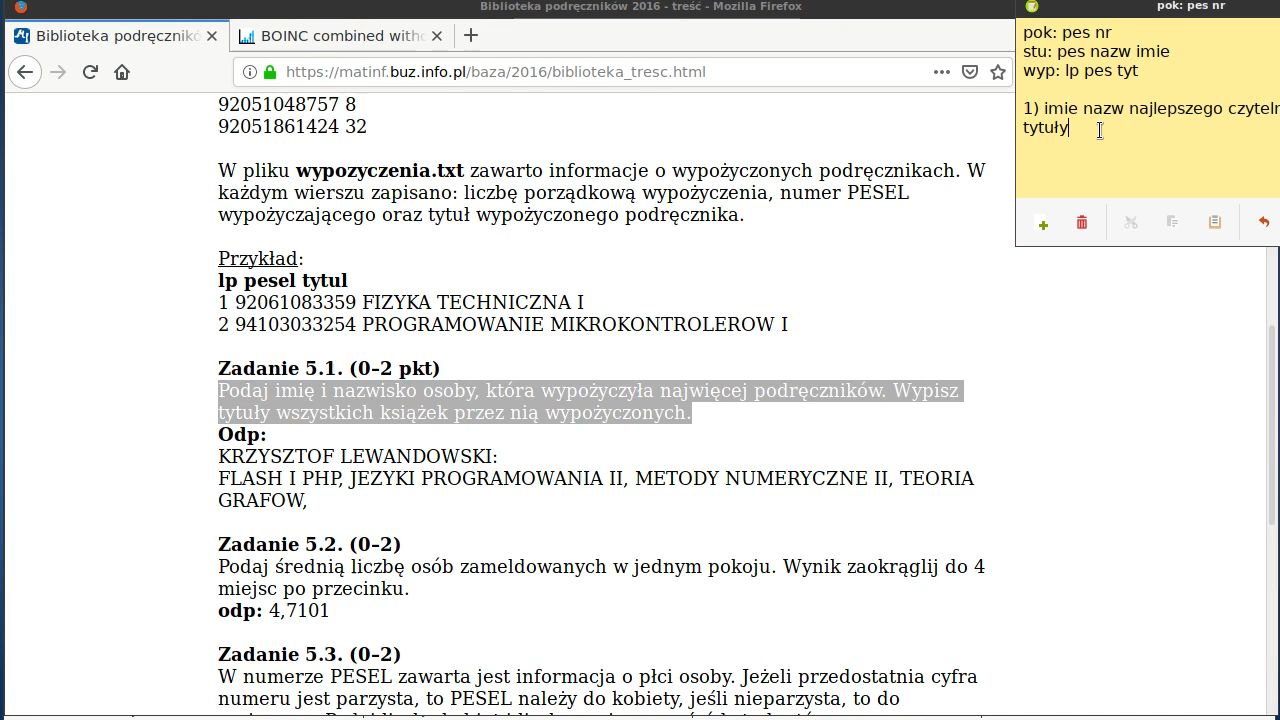 Biblioteka podręczników 2016 - treść - Mozilla Firefox
pok: pes nr
Biblioteka podręcznikó
BOINC combined witho
https://matinf.buz.info.pl/baza/2016/biblioteka_tresc.html
pok: pes nr
stu: pes nazw imie
wyp: lp pes tyt
1) imie nazw najlepszego czyteln
tytuły
92051048757 8
92051861424 32
W pliku wypozyczenia.txt zawarto informacje o wypożyczonych podręcznikach. W
każdym wierszu zapisano: liczbę porządkową wypożyczenia, numer PESEL
wypożyczającego oraz tytuł wypożyczonego podręcznika.
Przykład:
lp pesel tytul
1 92061083359 FIZYKA TECHNICZNA I
2 94103033254 PROGRAMOWANIE MIKROKONTROLEROW I
Zadanie 5.1. (0–2 pkt)
Podaj imię i nazwisko osoby, która wypożyczyła najwięcej podręczników. Wypisz
tytuły wszystkich książek przez nią wypożyczonych.
Odp:
KRZYSZTOF LEWANDOWSKI:
FLASH I PHP, JEZYKI PROGRAMOWANIA II, METODY NUMERYCZNE II, TEORIA
GRAFOW,
Zadanie 5.2. (0–2)
Podaj średnią liczbę osób zameldowanych w jednym pokoju. Wynik zaokrąglij do 4
miejsc po przecinku.
odp: 4,7101
Zadanie 5.3. (0–2)
W numerze PESEL zawarta jest informacja o płci osoby. Jeżeli przedostatnia cyfra
numeru jest parzysta, to PESEL należy do kobiety, jeśli nieparzysta, to do